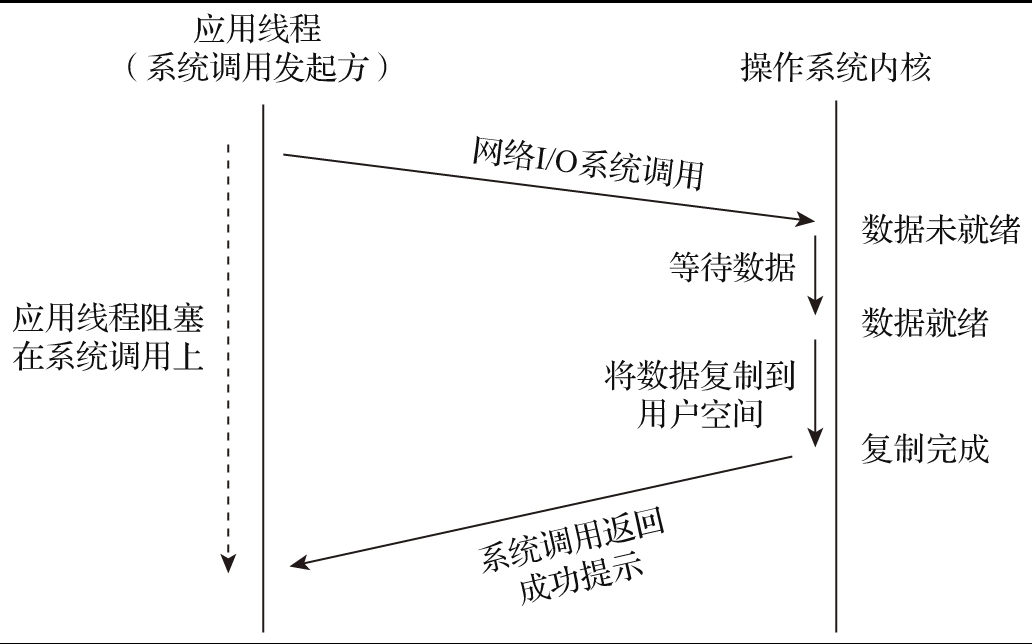 应用线程
（系统调用发起方）
操作系统内核
网络I/O系统调用
数据未就绪
等待数据
应用线程阻塞
在系统调用上
数据就绪
将数据复制到
用户空间
复制完成
系统调用返回
成功提示